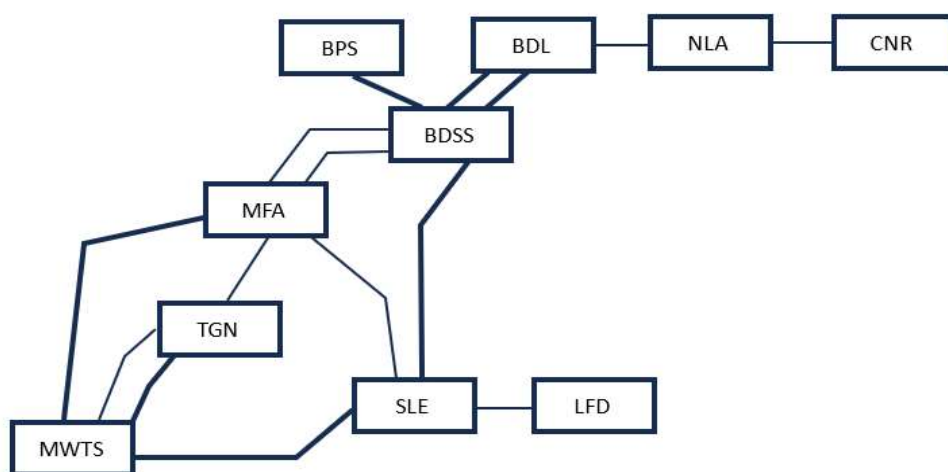 BPS
BDL
NLA
CNR
BDSS
MFA
TGN
SLE
LFD
MWTS